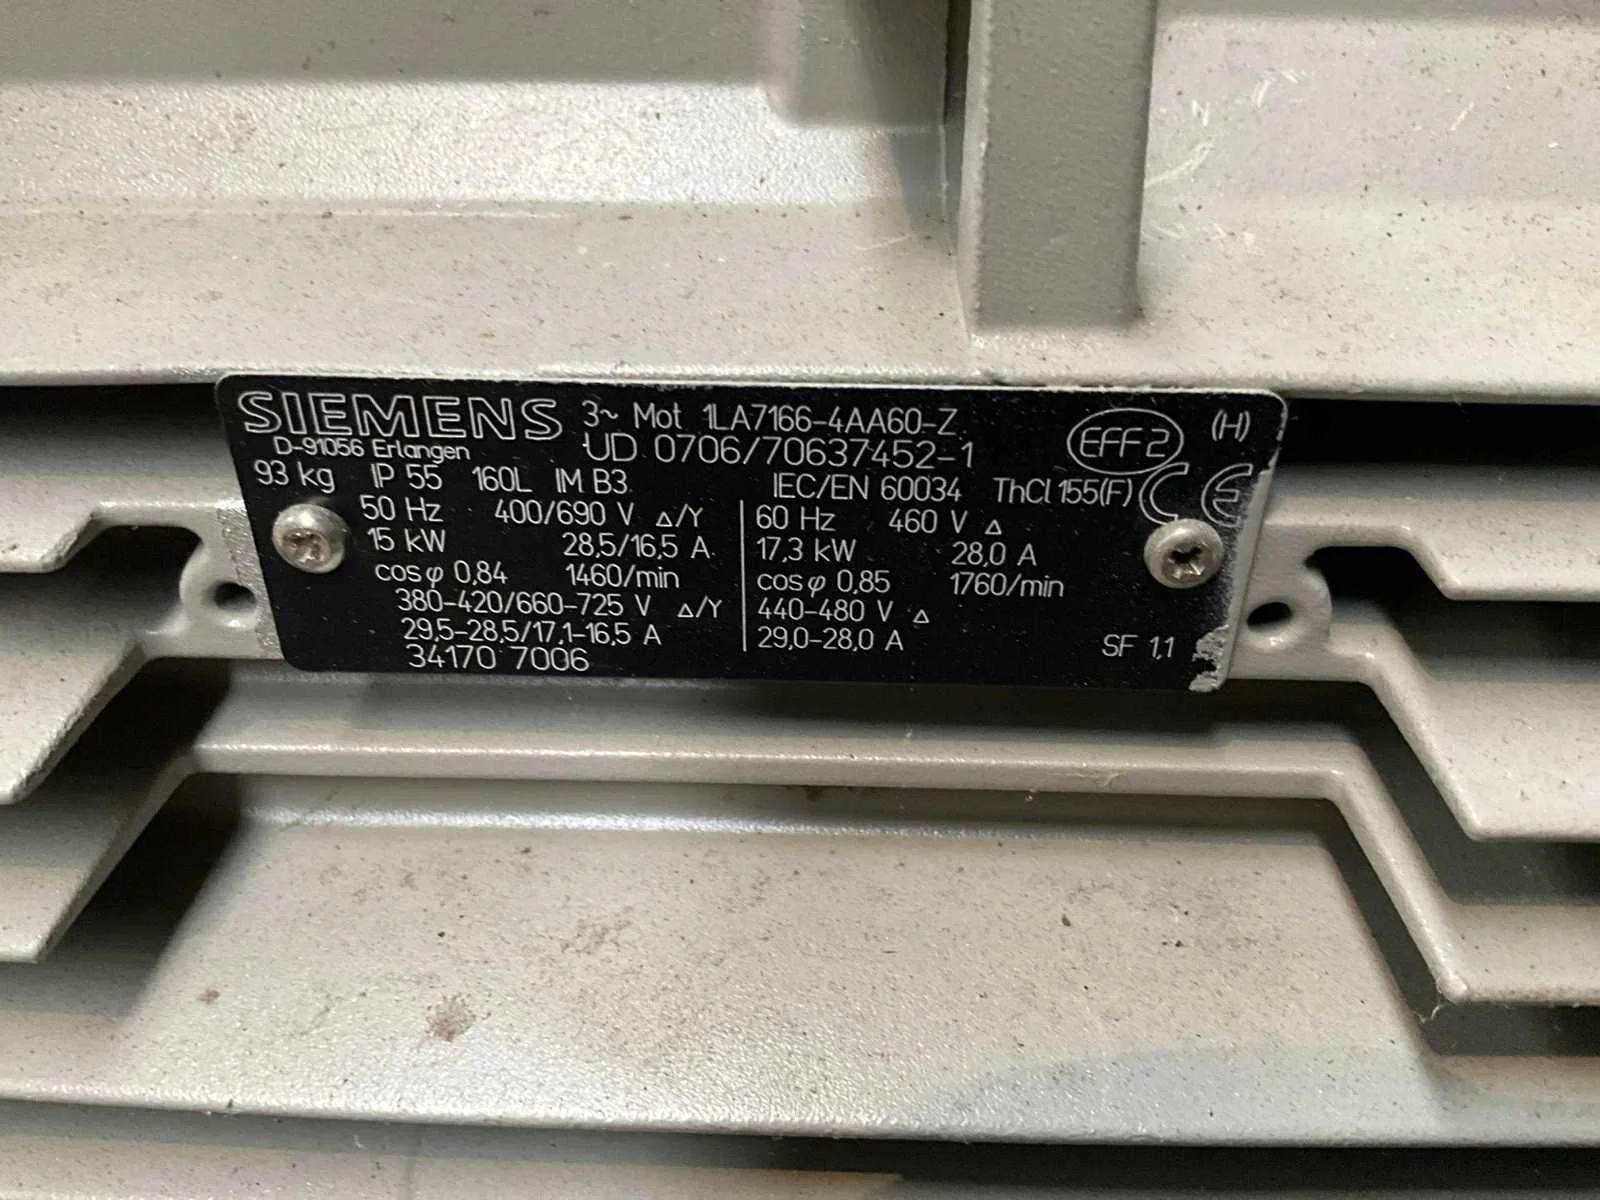 SIEMENS 3~ Mot 1LA7166-4AA60-Z EFF2 (H)
D-91056 Erlangen UD 0706/70637452-1
93 kg IP 55 160L IM B3 IEC/EN 60034 ThCl 155(F) CE
50 Hz 400/690 V △/Y 60 Hz 460 V △
15 kW 28,5/16,5 A 17,3 kW 28,0 A
cosφ 0,84 1460/min cosφ 0,85 1760/min
380-420/660-725 V △/Y 440-480 V △
29,5-28,5/17,1-16,5 A 29,0-28,0 A SF 1,1
34170 7006